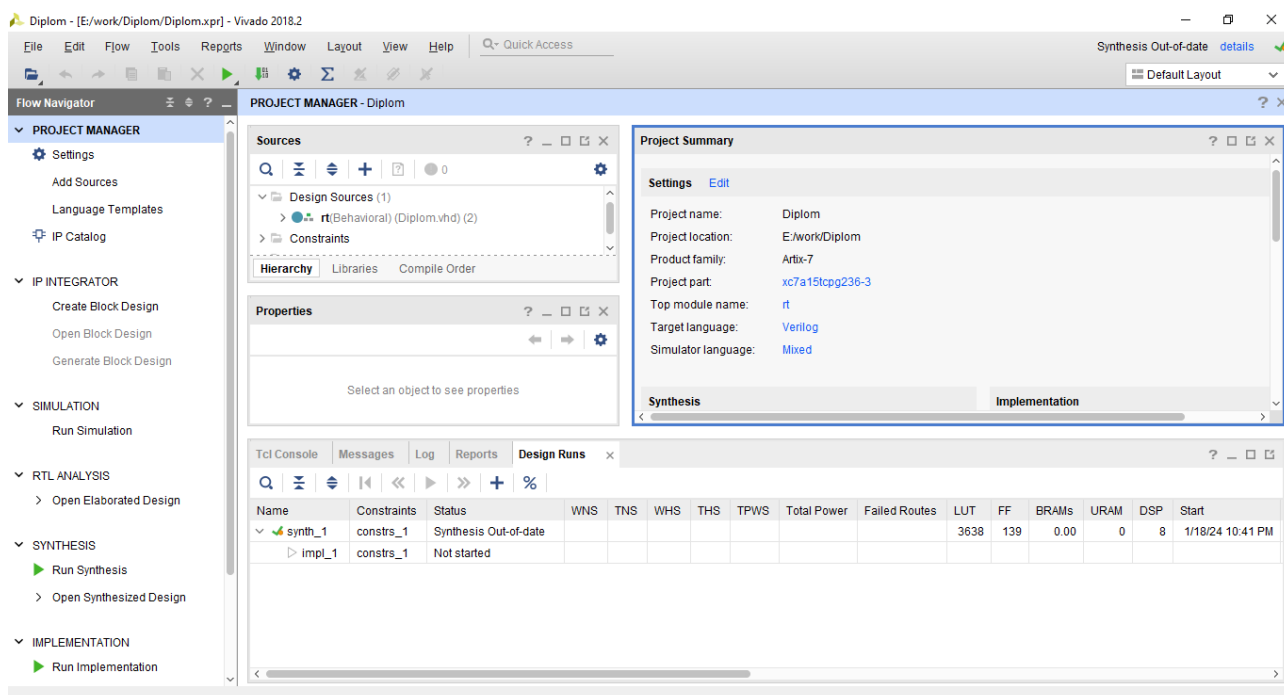 Diplom - [E:/work/Diplom/Diplom.xpr] - Vivado 2018.2
File Edit Flow Tools Reports Window Layout View Help Quick Access
Synthesis Out-of-date details
Default Layout
Flow Navigator
PROJECT MANAGER
Settings
Add Sources
Language Templates
IP Catalog
IP INTEGRATOR
Create Block Design
Open Block Design
Generate Block Design
SIMULATION
Run Simulation
RTL ANALYSIS
Open Elaborated Design
SYNTHESIS
Run Synthesis
Open Synthesized Design
IMPLEMENTATION
Run Implementation
PROJECT MANAGER - Diplom
Sources
0
Design Sources (1)
rt(Behavioral) (Diplom.vhd) (2)
Constraints
Hierarchy Libraries Compile Order
Properties
Select an object to see properties
Project Summary
Settings Edit
Project name: Diplom
Project location: E:/work/Diplom
Product family: Artix-7
Project part: xc7a15tcpg236-3
Top module name: rt
Target language: Verilog
Simulator language: Mixed
Synthesis Implementation
Tcl Console Messages Log Reports Design Runs
Name Constraints Status WNS TNS WHS THS TPWS Total Power Failed Routes LUT FF BRAMs URAM DSP Start
synth_1 constrs_1 Synthesis Out-of-date 3638 139 0.00 0 8 1/18/24 10:41 PM
impl_1 constrs_1 Not started